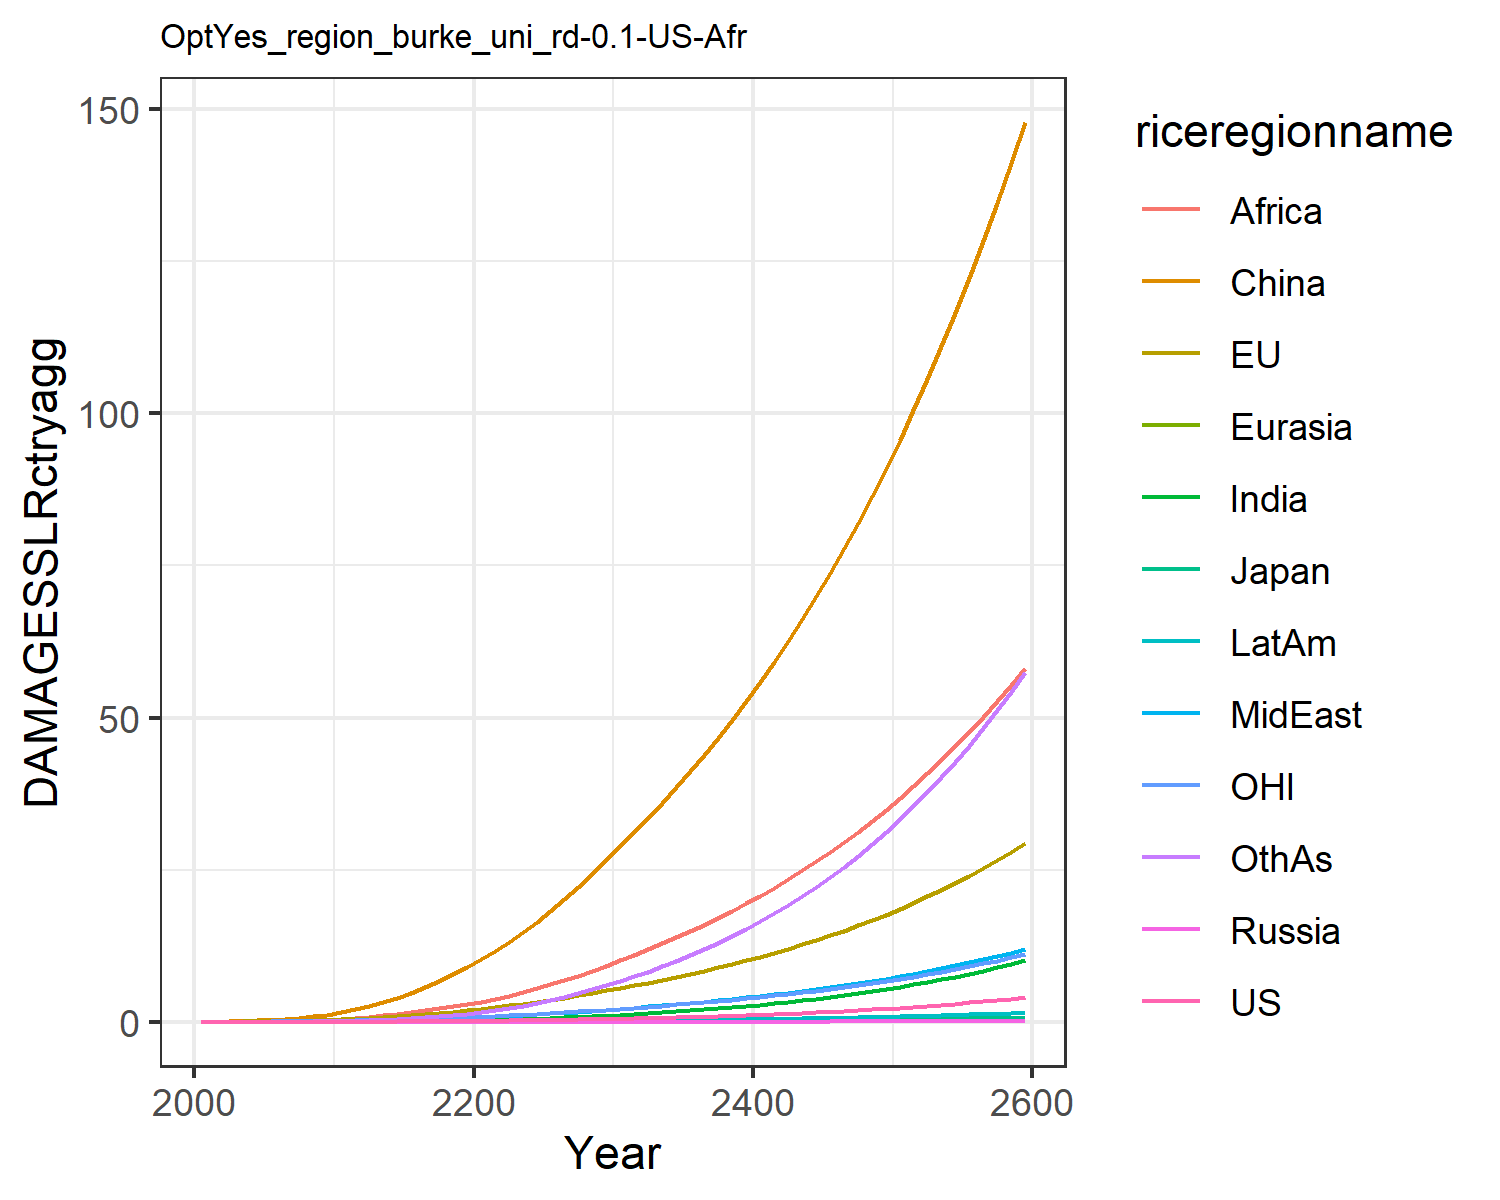 OptYes_region_burke_uni_rd-0.1-US-Afr
150
100
50
0
DAMAGESSLRctryagg
2000
2200
2400
2600
Year
riceregionname
Africa
China
EU
Eurasia
India
Japan
LatAm
MidEast
OHI
OthAs
Russia
US